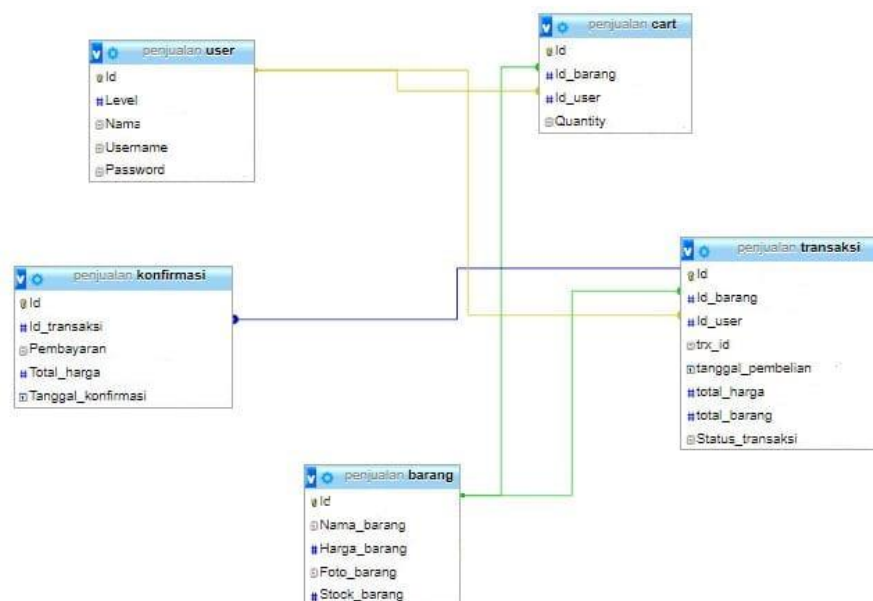 penjualan user
Id
Level
Nama
Username
Password
penjualan cart
Id
Id_barang
Id_user
Quantity
penjualan konfirmasi
Id
Id_transaksi
Pembayaran
Total_harga
Tanggal_konfirmasi
penjualan transaksi
Id
Id_barang
Id_user
trx_id
tanggal_pembelian
total_harga
total_barang
Status_transaksi
penjualan barang
Id
Nama_barang
Harga_barang
Foto_barang
Stock_barang